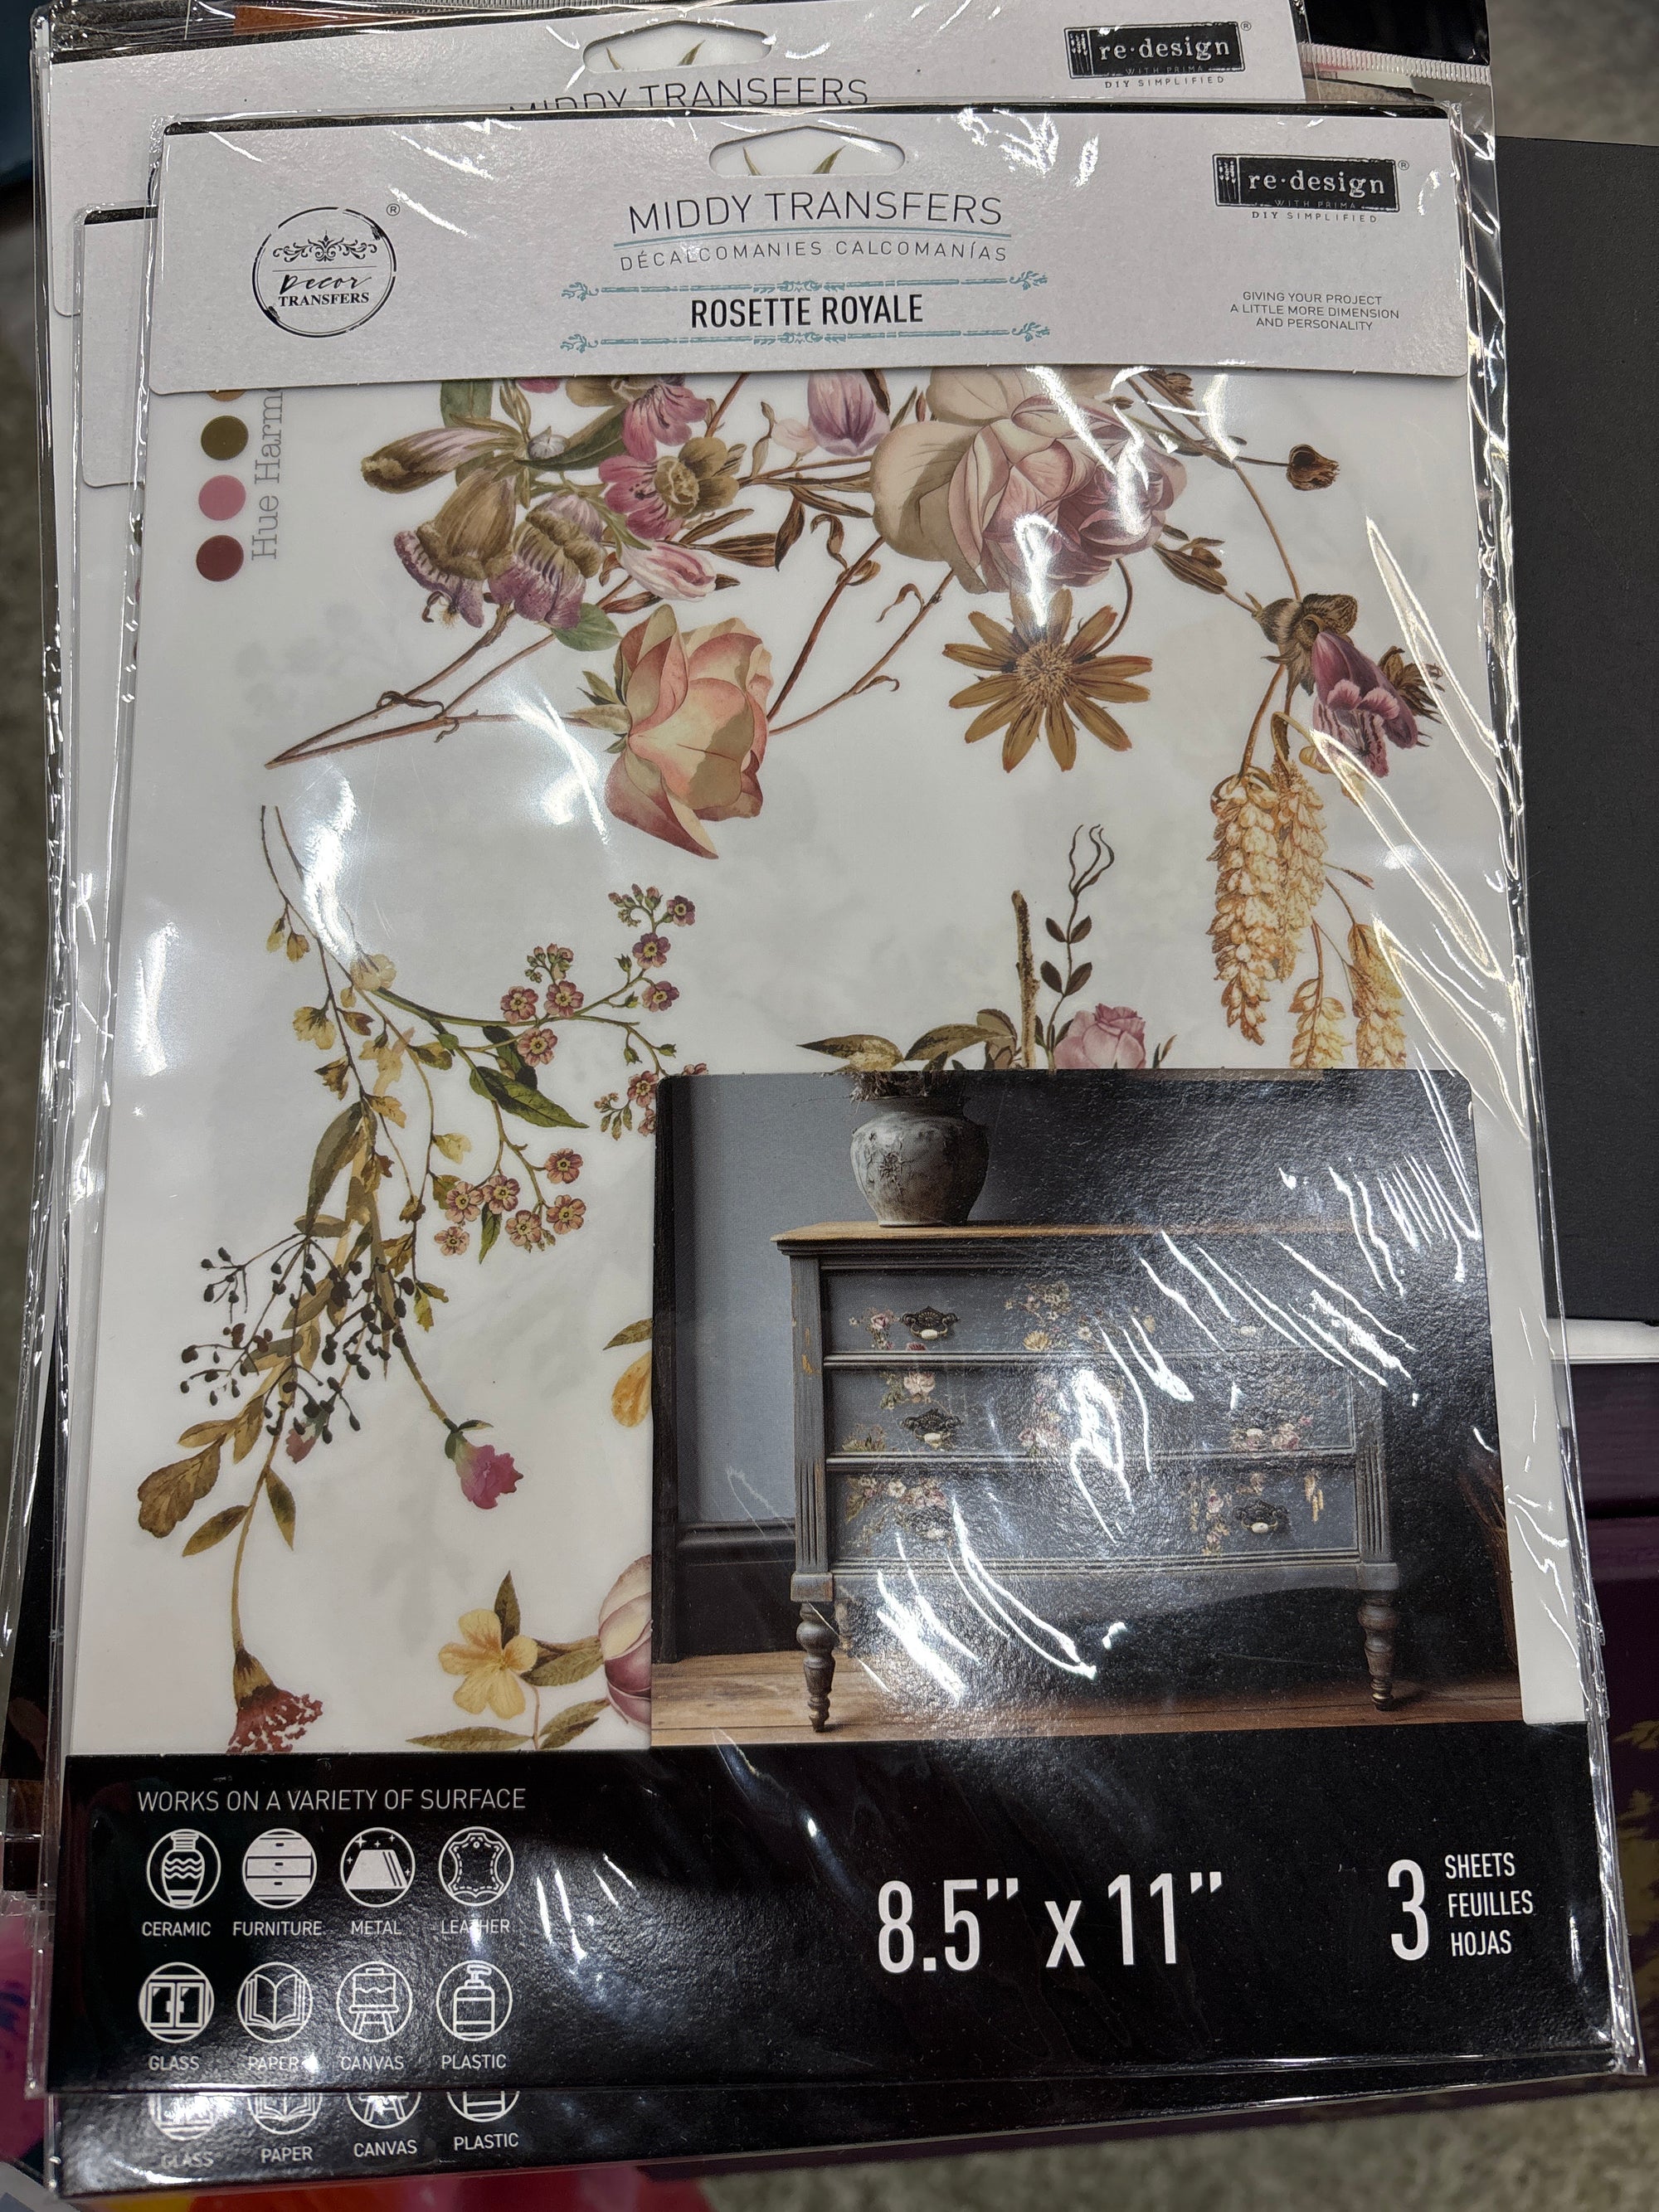 re·design
WITH PRIMA
DIY SIMPLIFIED
MIDDY TRANSFERS
re·design
WITH PRIMA
DIY SIMPLIFIED
Decor
TRANSFERS
MIDDY TRANSFERS
DÉCALCOMANIES CALCOMANÍAS
ROSETTE ROYALE
GIVING YOUR PROJECT
A LITTLE MORE DIMENSION
AND PERSONALITY
Hue Harm
WORKS ON A VARIETY OF SURFACE
CERAMIC FURNITURE METAL LEATHER
GLASS PAPER CANVAS PLASTIC
8.5” x 11”
3 SHEETS
FEUILLES
HOJAS
GLASS PAPER CANVAS PLASTIC